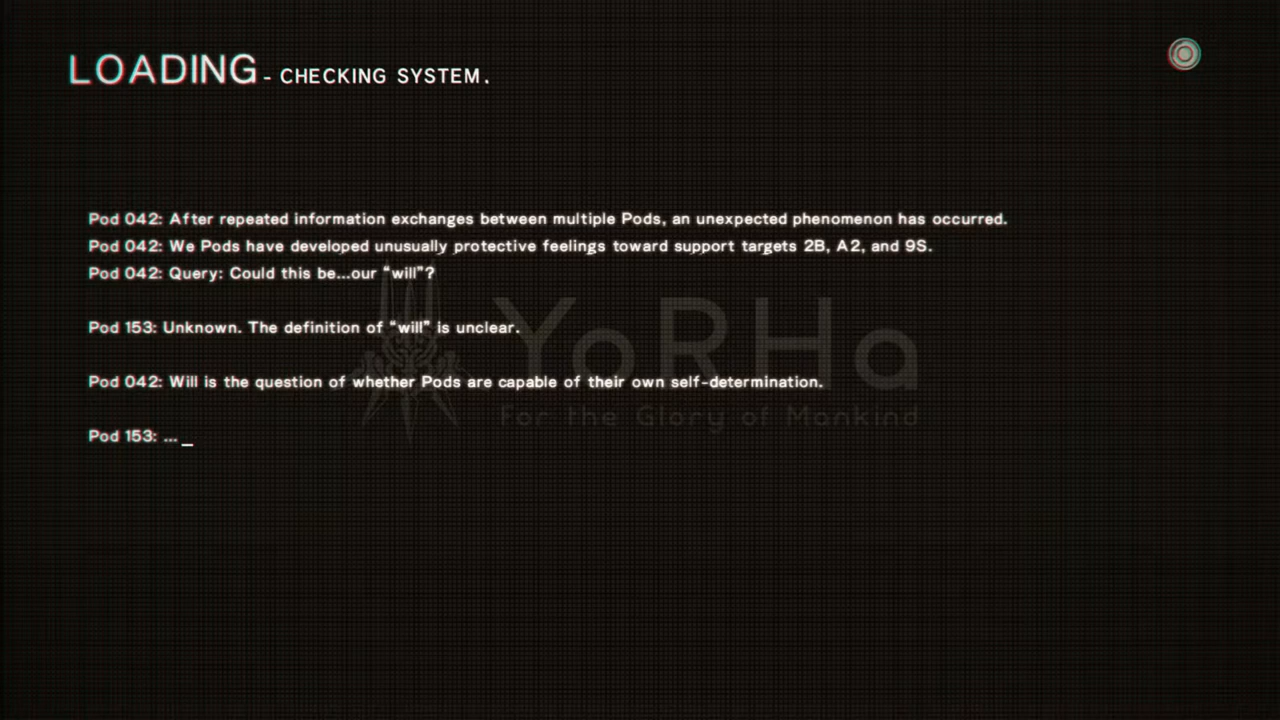 LOADING - CHECKING SYSTEM.
Pod 042: After repeated information exchanges between multiple Pods, an unexpected phenomenon has occurred.
Pod 042: We Pods have developed unusually protective feelings toward support targets 2B, A2, and 9S.
Pod 042: Query: Could this be...our “will”?
Pod 153: Unknown. The definition of “will” is unclear.
YoRHa
Pod 042: Will is the question of whether Pods are capable of their own self-determination.
For the Glory of Mankind
Pod 153: ... _